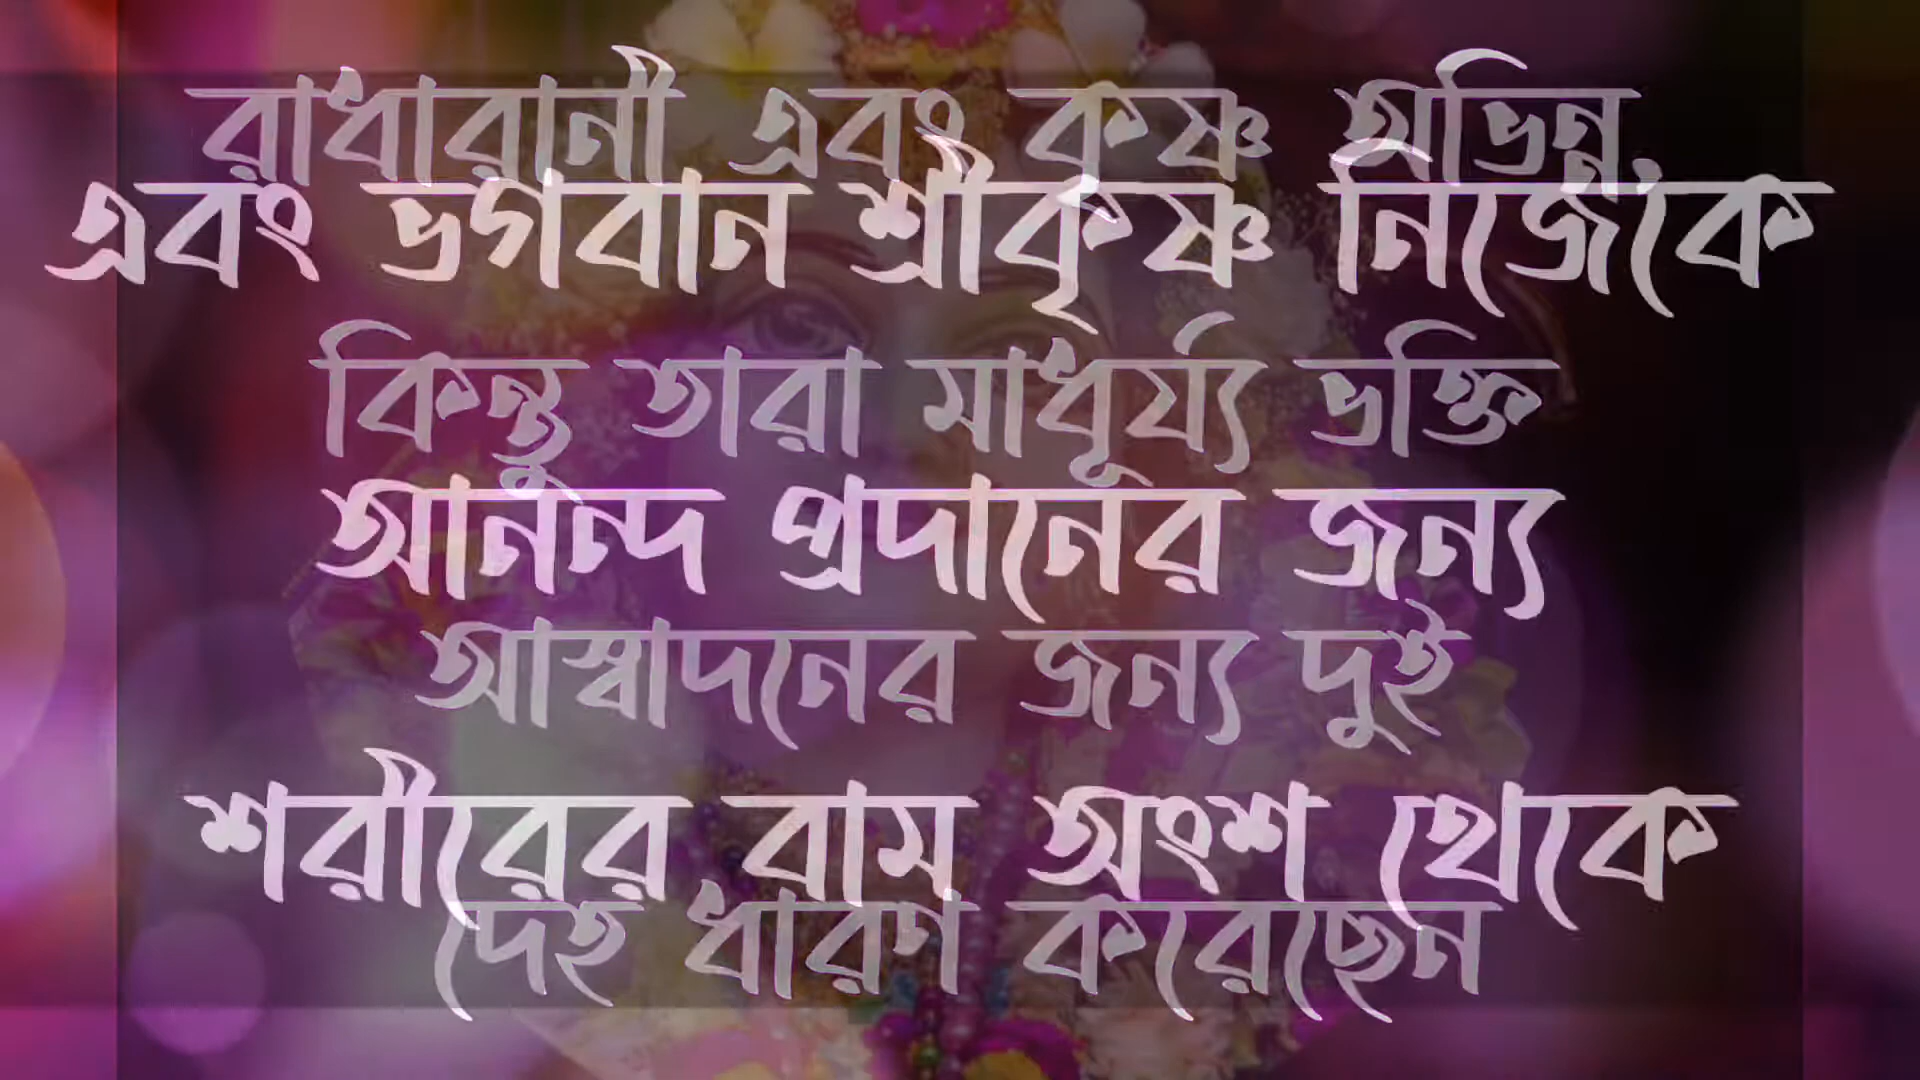 রাধারানী এবং কৃষ্ণ অভিন্ন,
এবং ভগবান শ্রীকৃষ্ণ নিজেকে
কিন্তু তারা মাধূর্য্য ভক্তি
আনন্দ প্রদানের জন্য
আস্বাদনের জন্য দুই
শরীরের বাম অংশ থেকে
দেহ ধারণ করেছেন